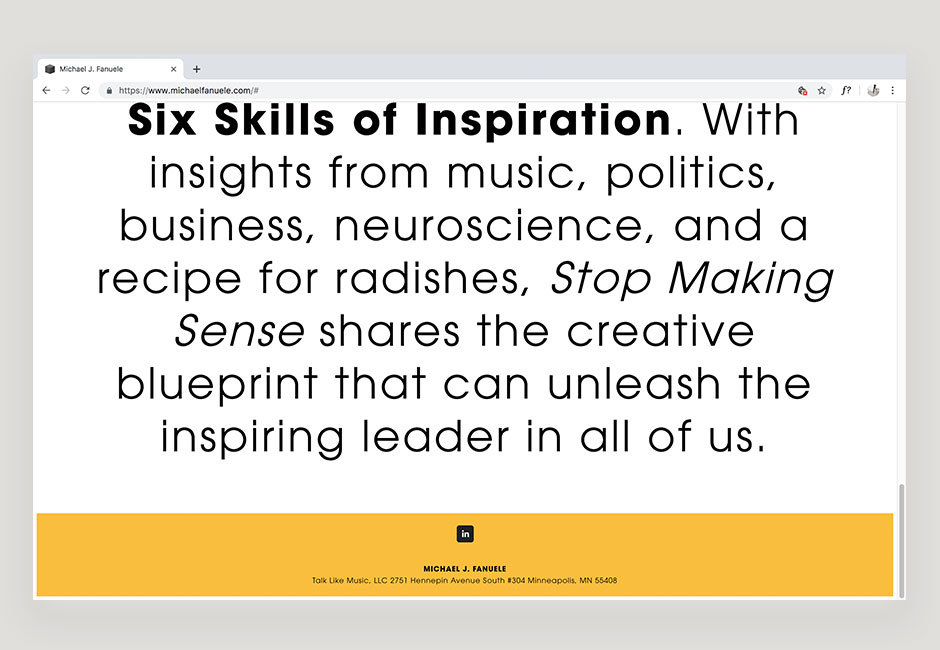 Michael J. Fanuele
https://www.michaelfanuele.com/#
f?
Six Skills of Inspiration. With
insights from music, politics,
business, neuroscience, and a
recipe for radishes, Stop Making
Sense shares the creative
blueprint that can unleash the
inspiring leader in all of us.
in
MICHAEL J. FANUELE
Talk Like Music, LLC 2751 Hennepin Avenue South #304 Minneapolis, MN 55408